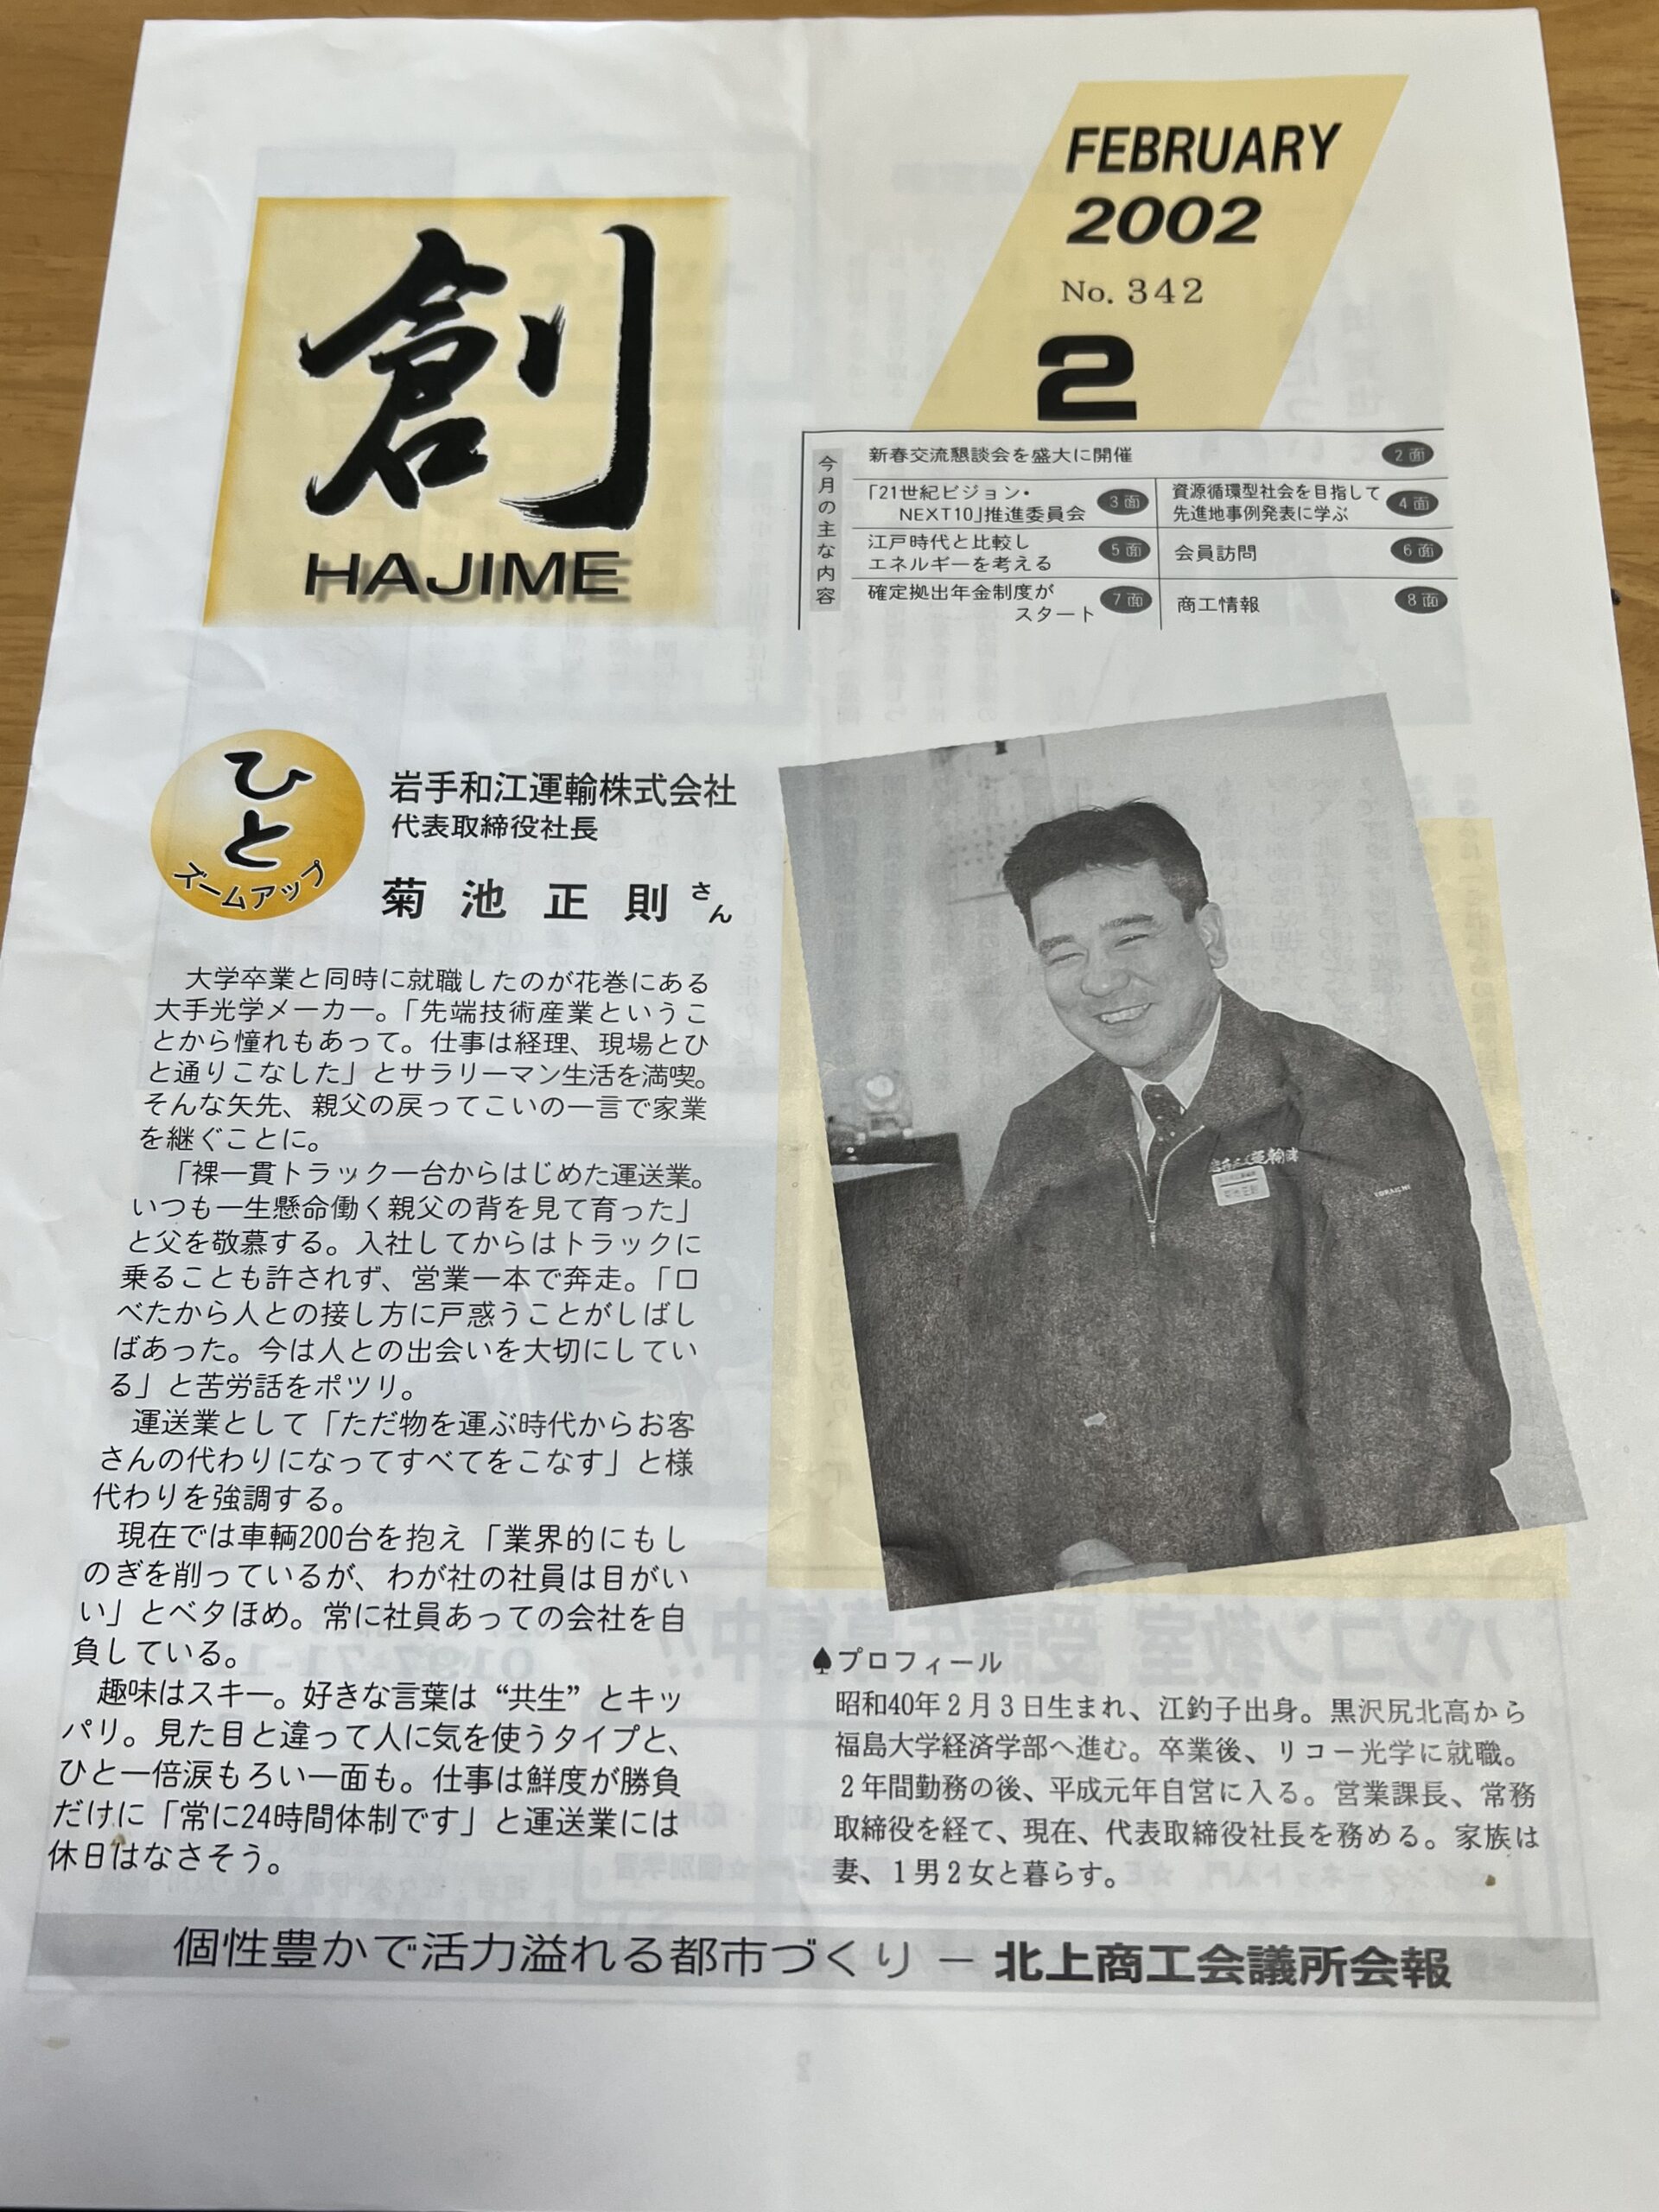 創
HAJIME
FEBRUARY
2002
No. 342
2
今月の主な内容
新春交流懇談会を盛大に開催
2面
「21世紀ビジョン・
NEXT10」推進委員会
3面
資源循環型社会を目指して
先進地事例発表に学ぶ
4面
江戸時代と比較し
エネルギーを考える
5面
会員訪問
6面
確定拠出年金制度が
スタート
7面
商工情報
8面
ひと
ズームアップ
岩手和江運輸株式会社
代表取締役社長
菊池正則さん
大学卒業と同時に就職したのが花巻にある
大手光学メーカー。「先端技術産業というこ
とから憧れもあって。仕事は経理、現場とひ
と通りこなした」とサラリーマン生活を満喫。
そんな矢先、親父の戻ってこいの一言で家業
を継ぐことに。
「裸一貫トラック一台からはじめた運送業。
いつも一生懸命働く親父の背を見て育った」
と父を敬慕する。入社してからはトラックに
乗ることも許されず、営業一本で奔走。「口
べたから人との接し方に戸惑うことがしばし
ばあった。今は人との出会いを大切にしてい
る」と苦労話をポツリ。
運送業として「ただ物を運ぶ時代からお客
さんの代わりになってすべてをこなす」と様
代わりを強調する。
現在では車輌200台を抱え「業界的にもし
のぎを削っているが、わが社の社員は目がい
い」とベタほめ。常に社員あっての会社を自
負している。
趣味はスキー。好きな言葉は“共生”とキッ
パリ。見た目と違って人に気を使うタイプと、
ひと一倍涙もろい一面も。仕事は鮮度が勝負
だけに「常に24時間体制です」と運送業には
休日はなさそう。
♠プロフィール
昭和40年2月3日生まれ、江釣子出身。黒沢尻北高から
福島大学経済学部へ進む。卒業後、リコー光学に就職。
2年間勤務の後、平成元年自営に入る。営業課長、常務
取締役を経て、現在、代表取締役社長を務める。家族は
妻、1男2女と暮らす。
個性豊かで活力溢れる都市づくり － 北上商工会議所会報